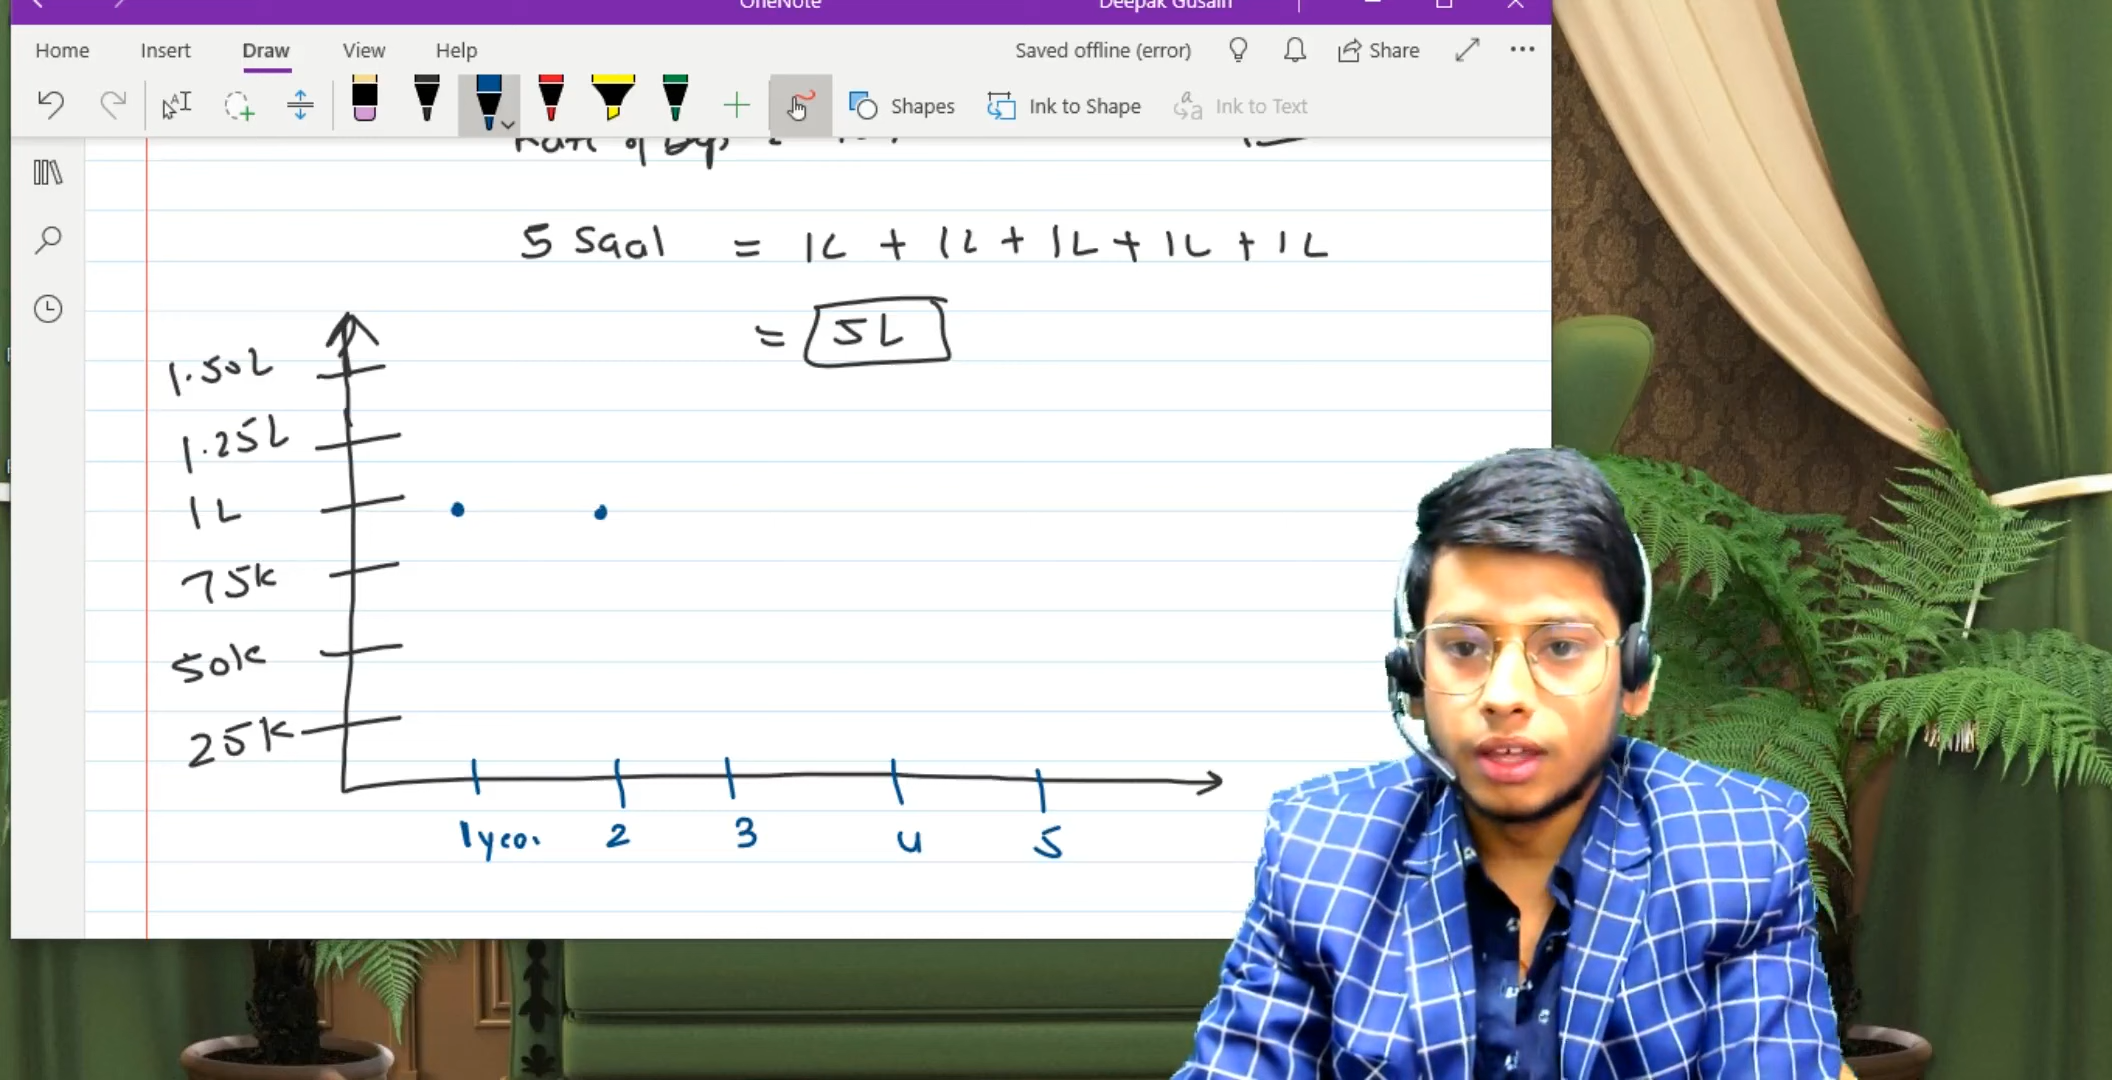 OneNote
Deepak Gusain
Home Insert Draw View Help Saved offline (error) Share
Shapes Ink to Shape Ink to Text
5 Saal = 1L + 1L + 1L + 1L + 1L
= 5L
1.50L
1.25L
1L
75K
50K
25K
1 2 3 4 5